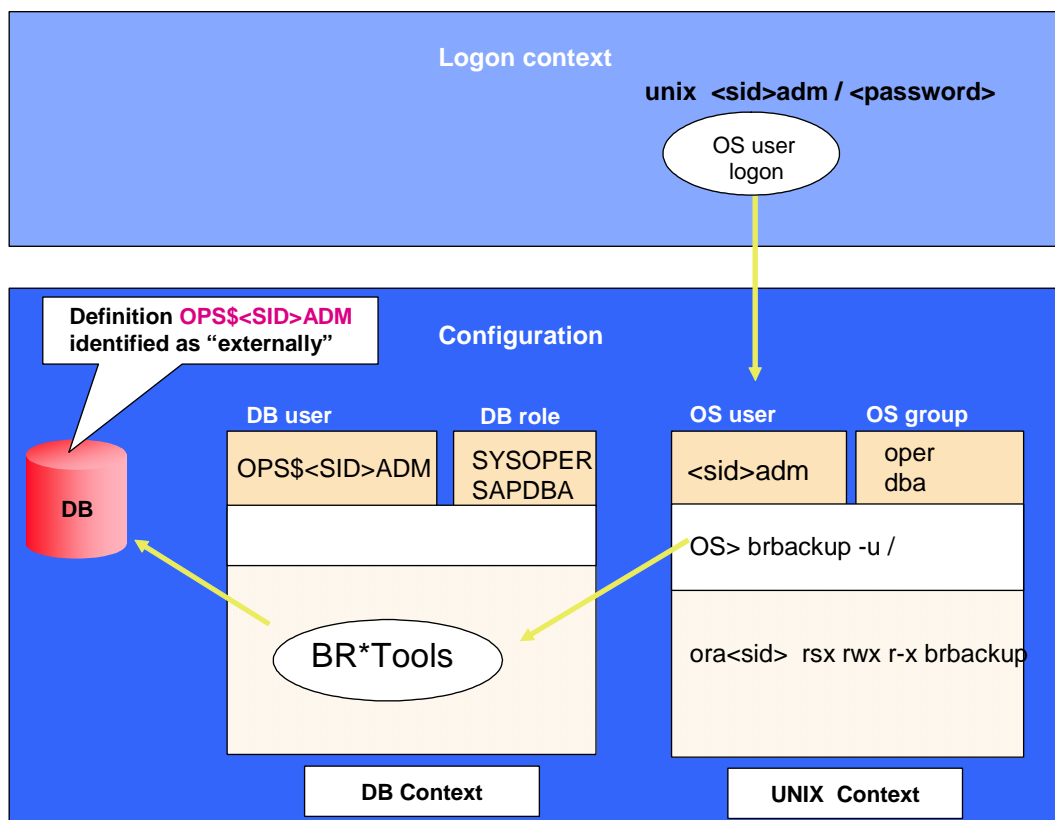 Logon context
unix <sid>adm / <password>
OS user
logon
Definition OPS$<SID>ADM
identified as “externally”
Configuration
DB user
DB role
OS user
OS group
OPS$<SID>ADM
SYSOPER
SAPDBA
<sid>adm
oper
dba
DB
OS> brbackup -u /
BR*Tools
ora<sid> rsx rwx r-x brbackup
DB Context
UNIX Context